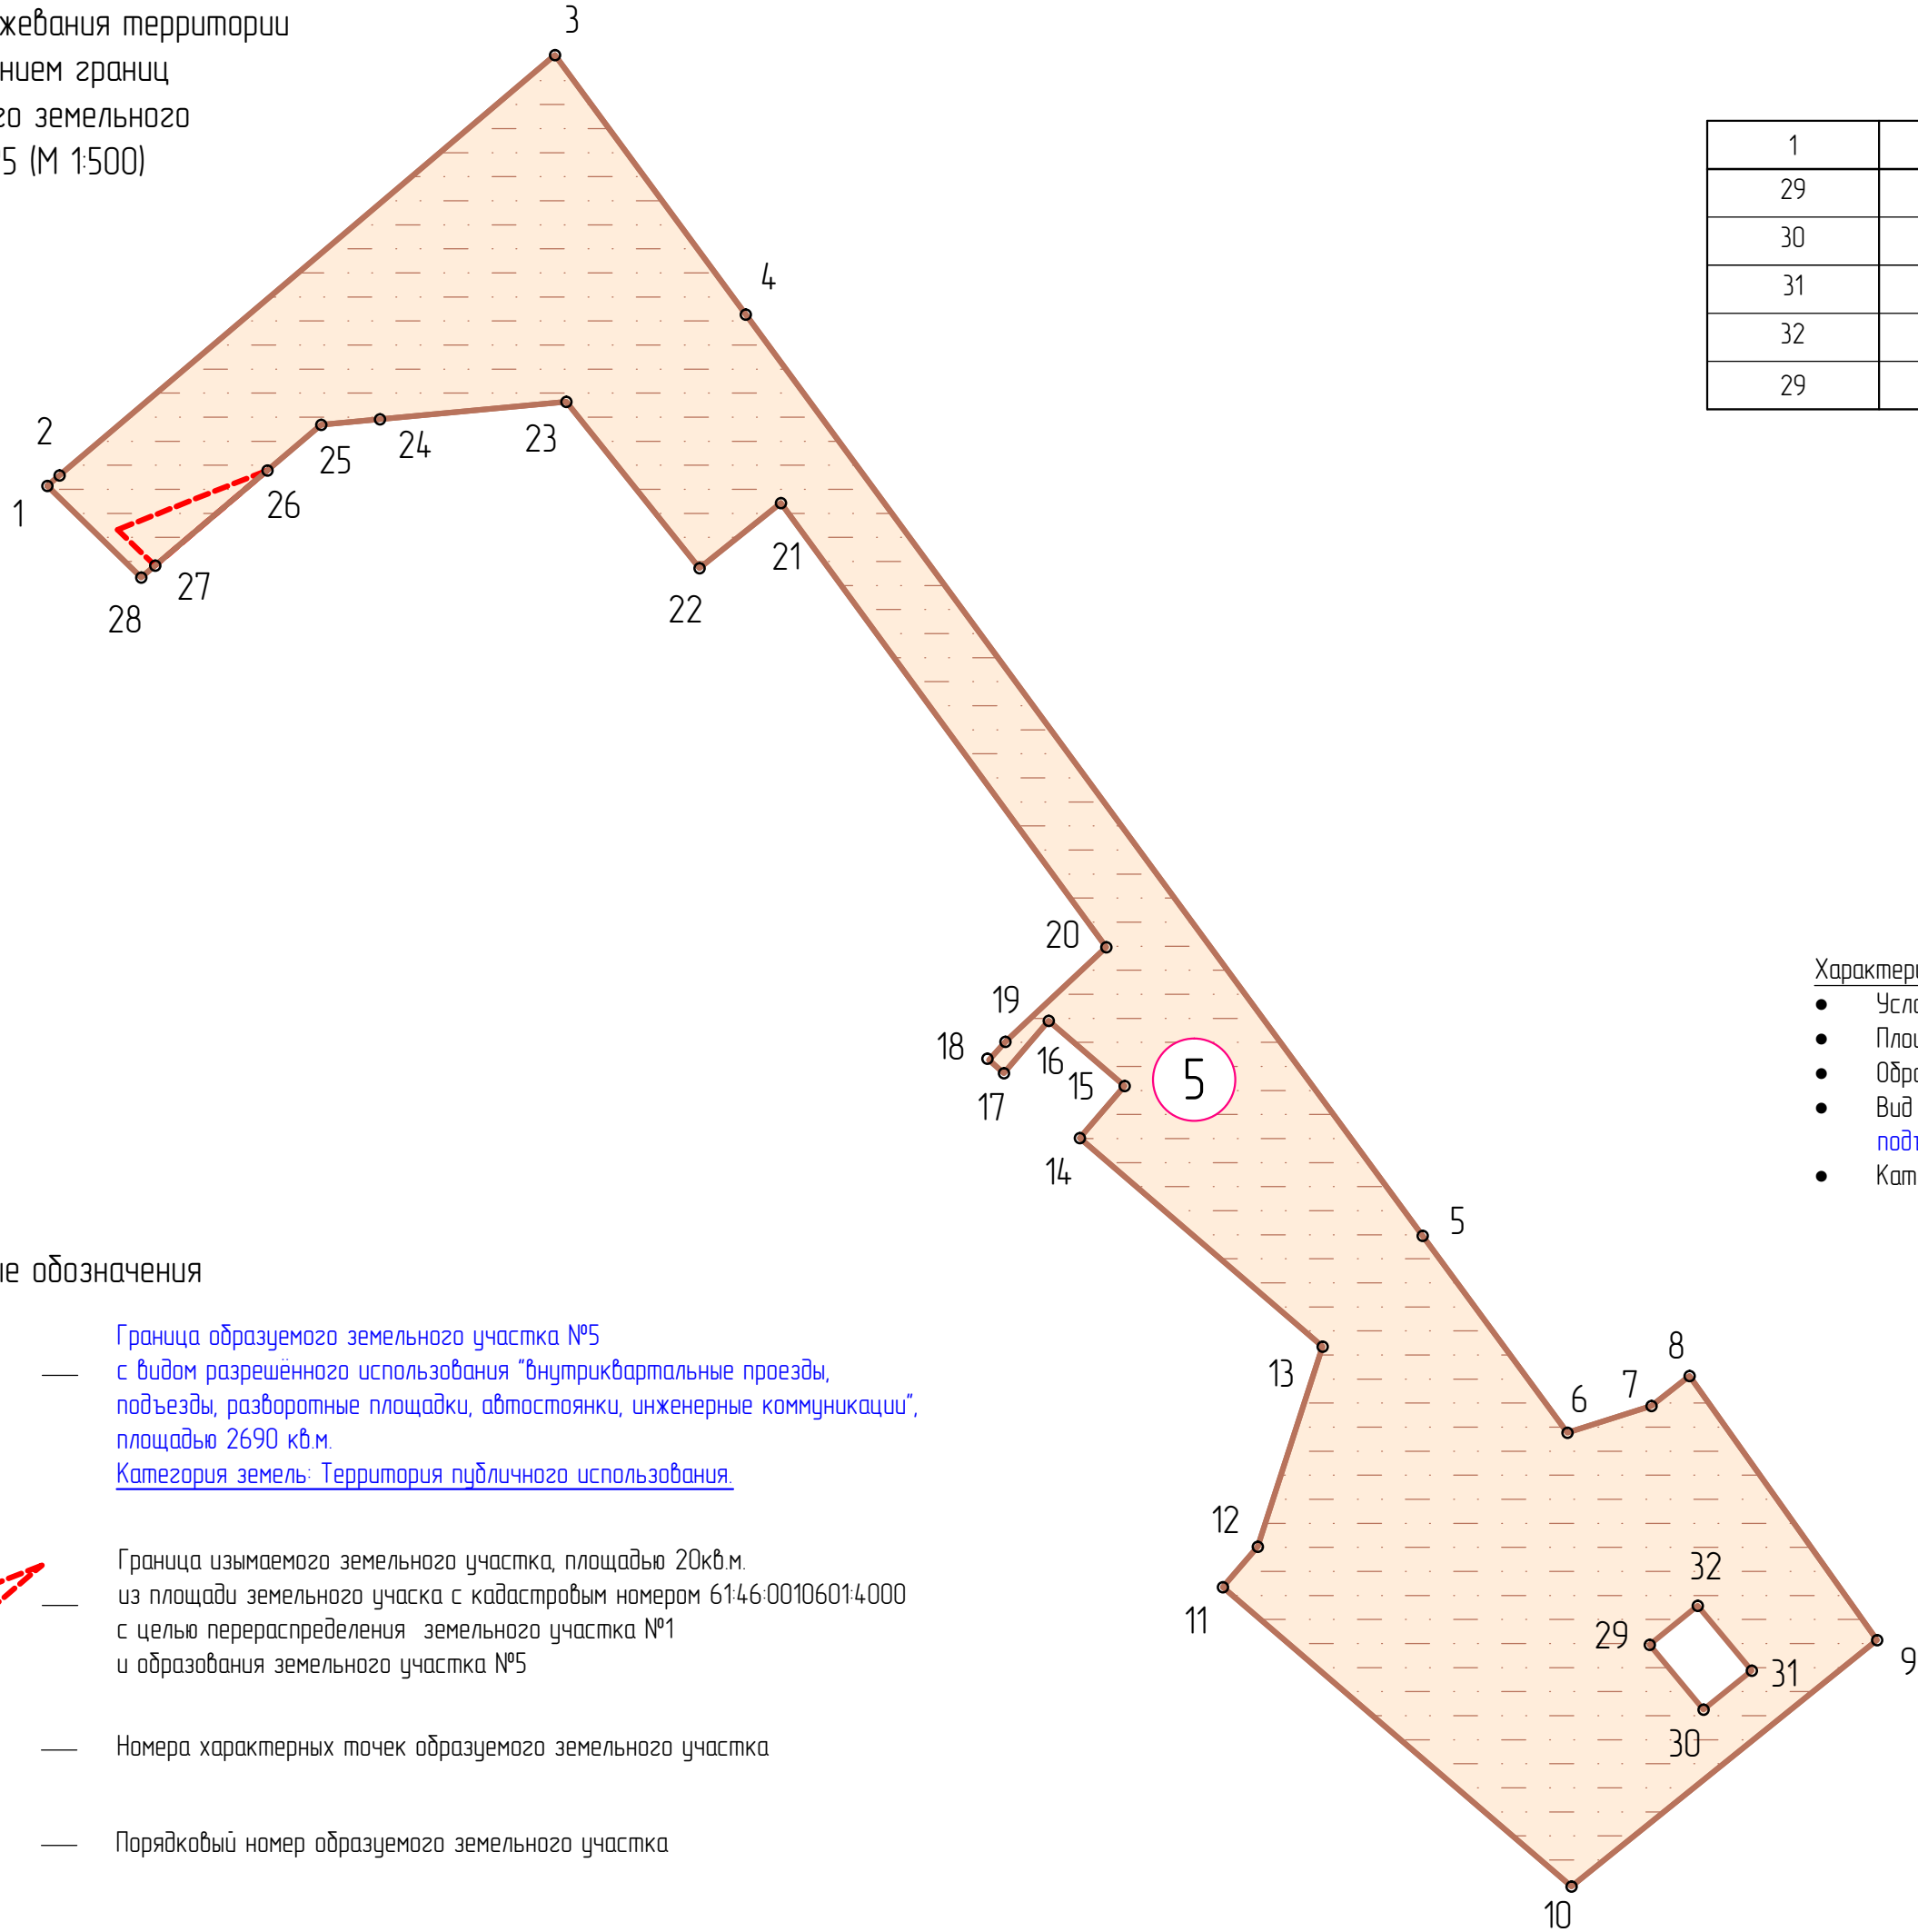 жевания территории
нием границ
го земельного
5 (М 1:500)
3
4
2
1
25
24
23
26
27
28
22
21
20
19
18
17
16
15
14
5
5
13
6
7
8
12
11
32
29
31
30
9
10
1
29
30
31
32
29
Характери
● Усло
● Площ
● Обра
● Вид
подъ
● Кат
ые обозначения
Граница образуемого земельного участка №5
с видом разрешённого использования "внутриквартальные проезды,
подъезды, разворотные площадки, автостоянки, инженерные коммуникации",
площадью 2690 кв.м.
Категория земель: Территория публичного использования.
Граница изымаемого земельного участка, площадью 20кв.м.
из площади земельного учаска с кадастровым номером 61:46:0010601:4000
с целью перераспределения земельного участка №1
и образования земельного участка №5
Номера характерных точек образуемого земельного участка
Порядковый номер образуемого земельного участка